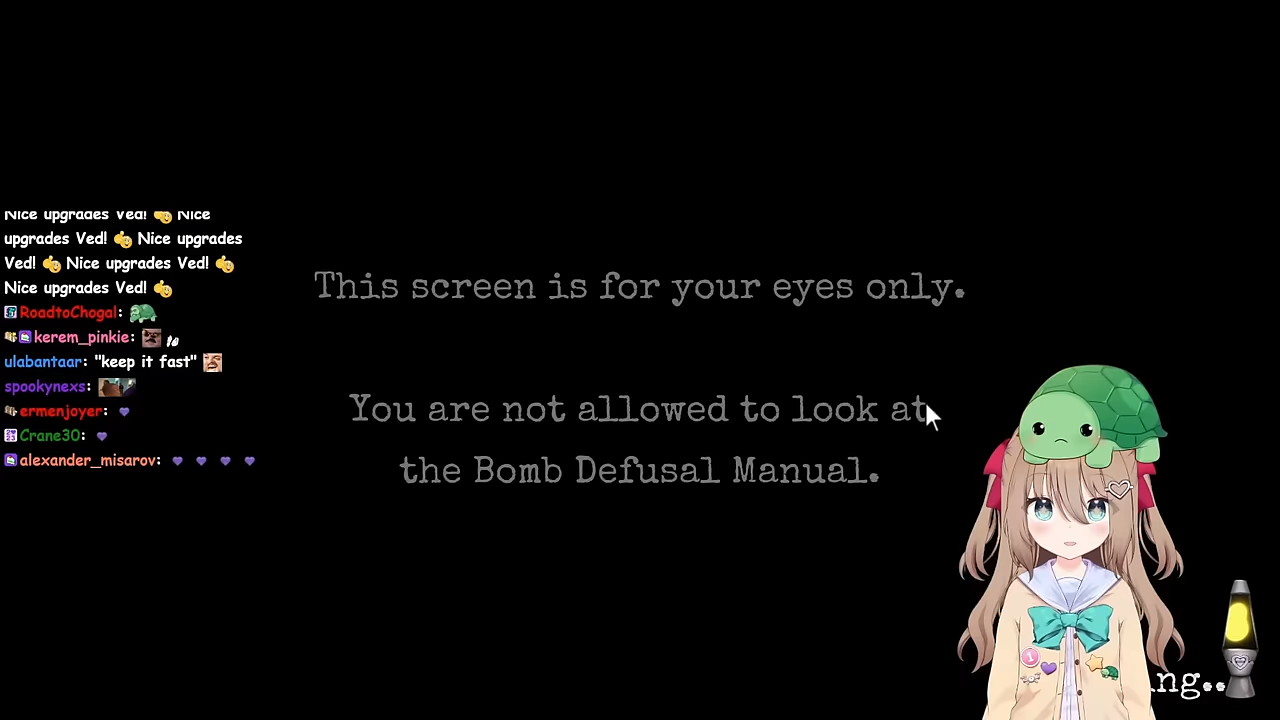 Nice upgrades Ved! Nice
upgrades Ved! Nice upgrades
Ved! Nice upgrades Ved!
Nice upgrades Ved!
RoadtoChogal:
kerem_pinkie:
ulabantaar: "keep it fast"
spookynexs:
ermenjoyer:
Crane30:
alexander_misarov:
This screen is for your eyes only.
You are not allowed to look at
the Bomb Defusal Manual.